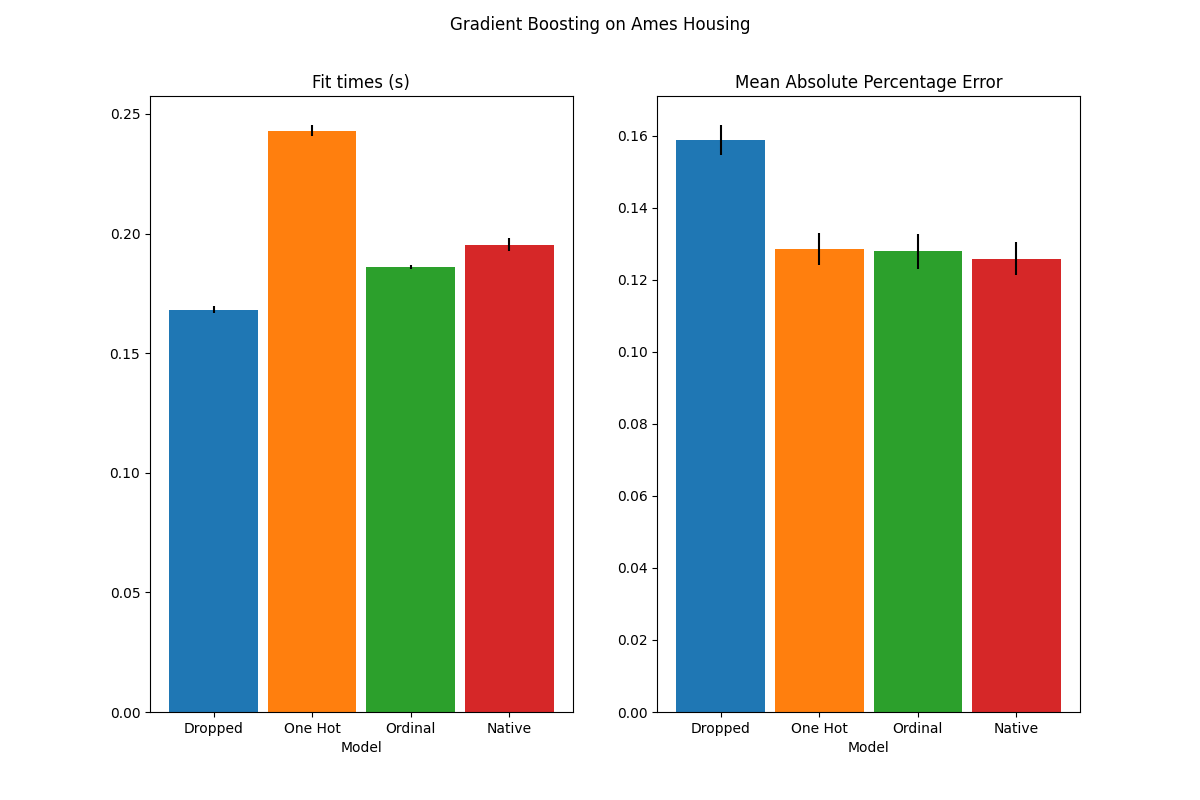 Gradient Boosting on Ames Housing
Fit times (s)
0.25
0.20
0.15
0.10
0.05
0.00
Dropped One Hot Ordinal Native
Model
Mean Absolute Percentage Error
0.16
0.14
0.12
0.10
0.08
0.06
0.04
0.02
0.00
Dropped One Hot Ordinal Native
Model